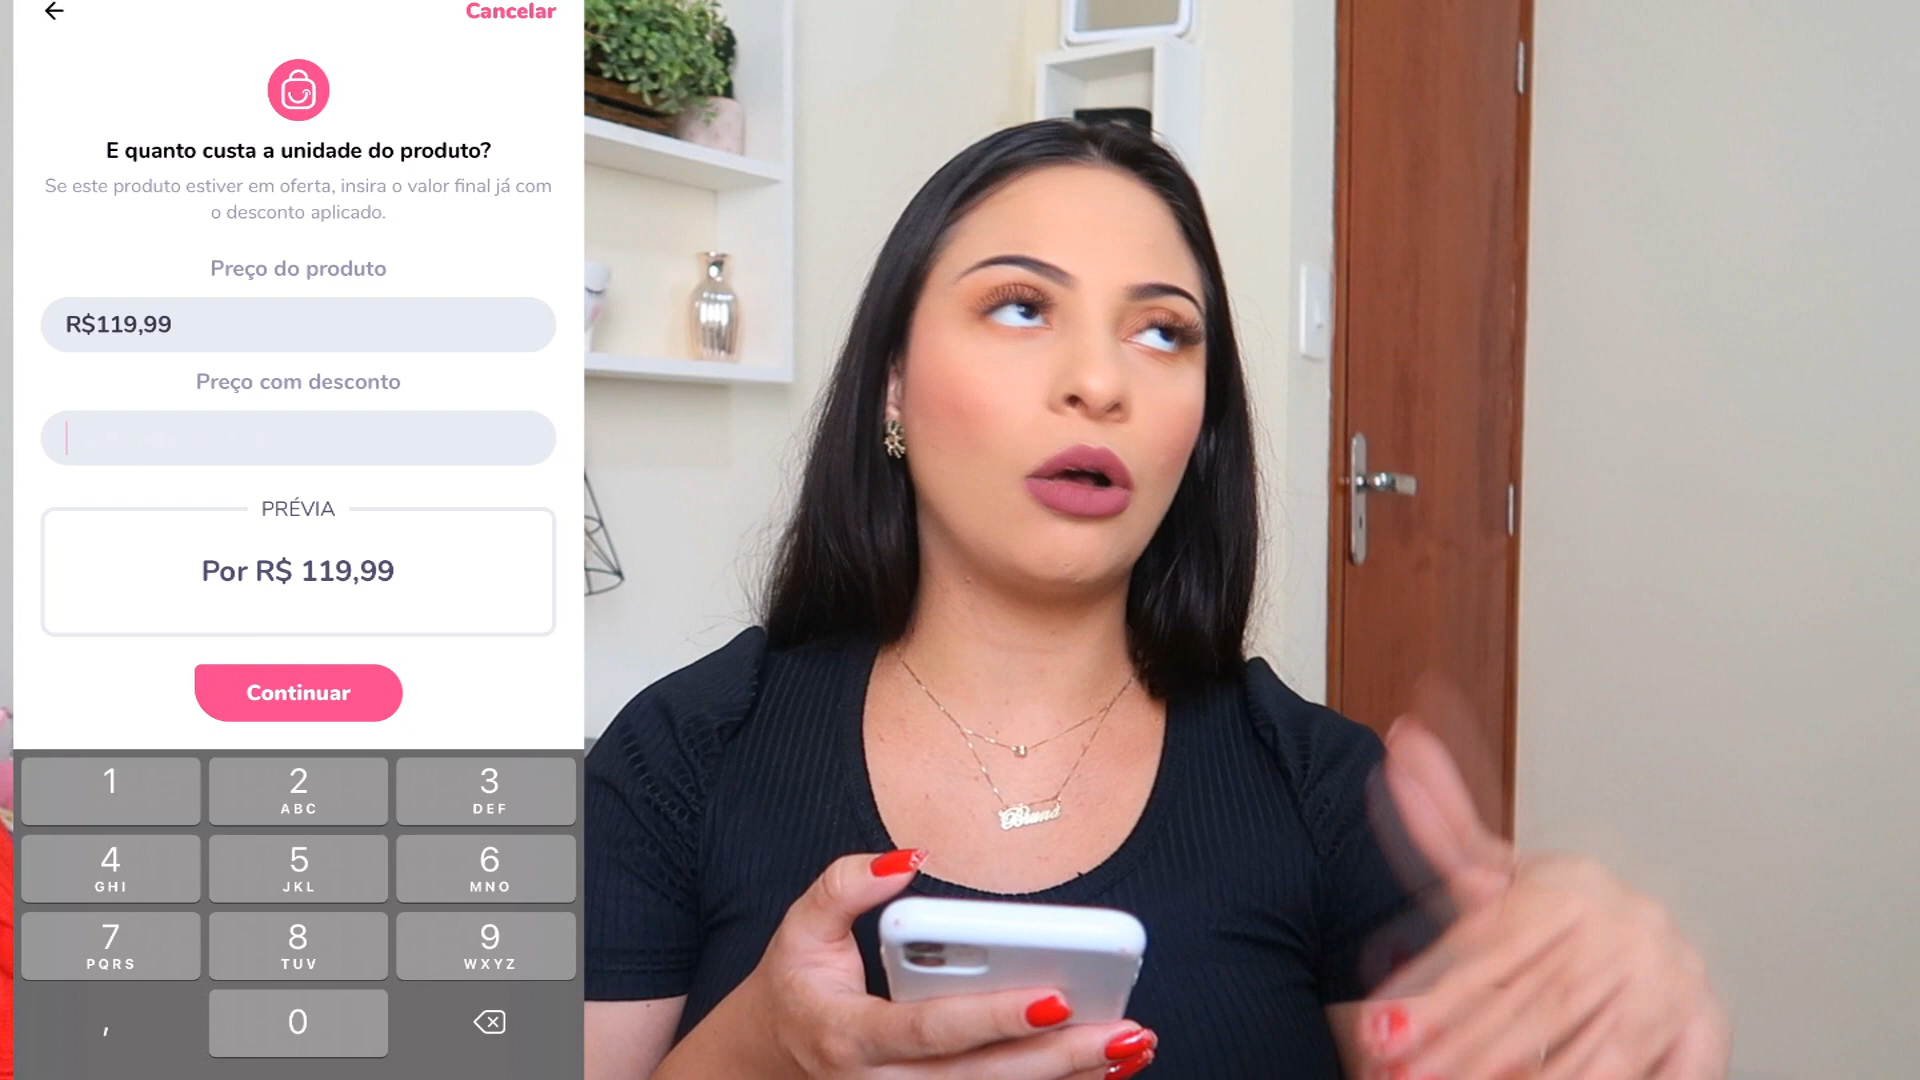 Cancelar
E quanto custa a unidade do produto?
Se este produto estiver em oferta, insira o valor final já com
o desconto aplicado.
Preço do produto
R$119,99
Preço com desconto
PRÉVIA
Por R$ 119,99
Continuar
1
2
ABC
3
DEF
4
GHI
5
JKL
6
MNO
7
PQRS
8
TUV
9
WXYZ
,
0
Bruna